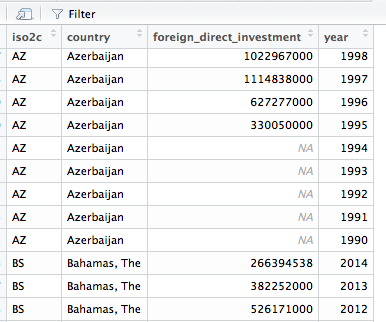 Filter
iso2c country foreign_direct_investment year
AZ Azerbaijan 1022967000 1998
AZ Azerbaijan 1114838000 1997
AZ Azerbaijan 627277000 1996
AZ Azerbaijan 330050000 1995
AZ Azerbaijan NA 1994
AZ Azerbaijan NA 1993
AZ Azerbaijan NA 1992
AZ Azerbaijan NA 1991
AZ Azerbaijan NA 1990
BS Bahamas, The 266394538 2014
BS Bahamas, The 382252000 2013
BS Bahamas, The 526171000 2012